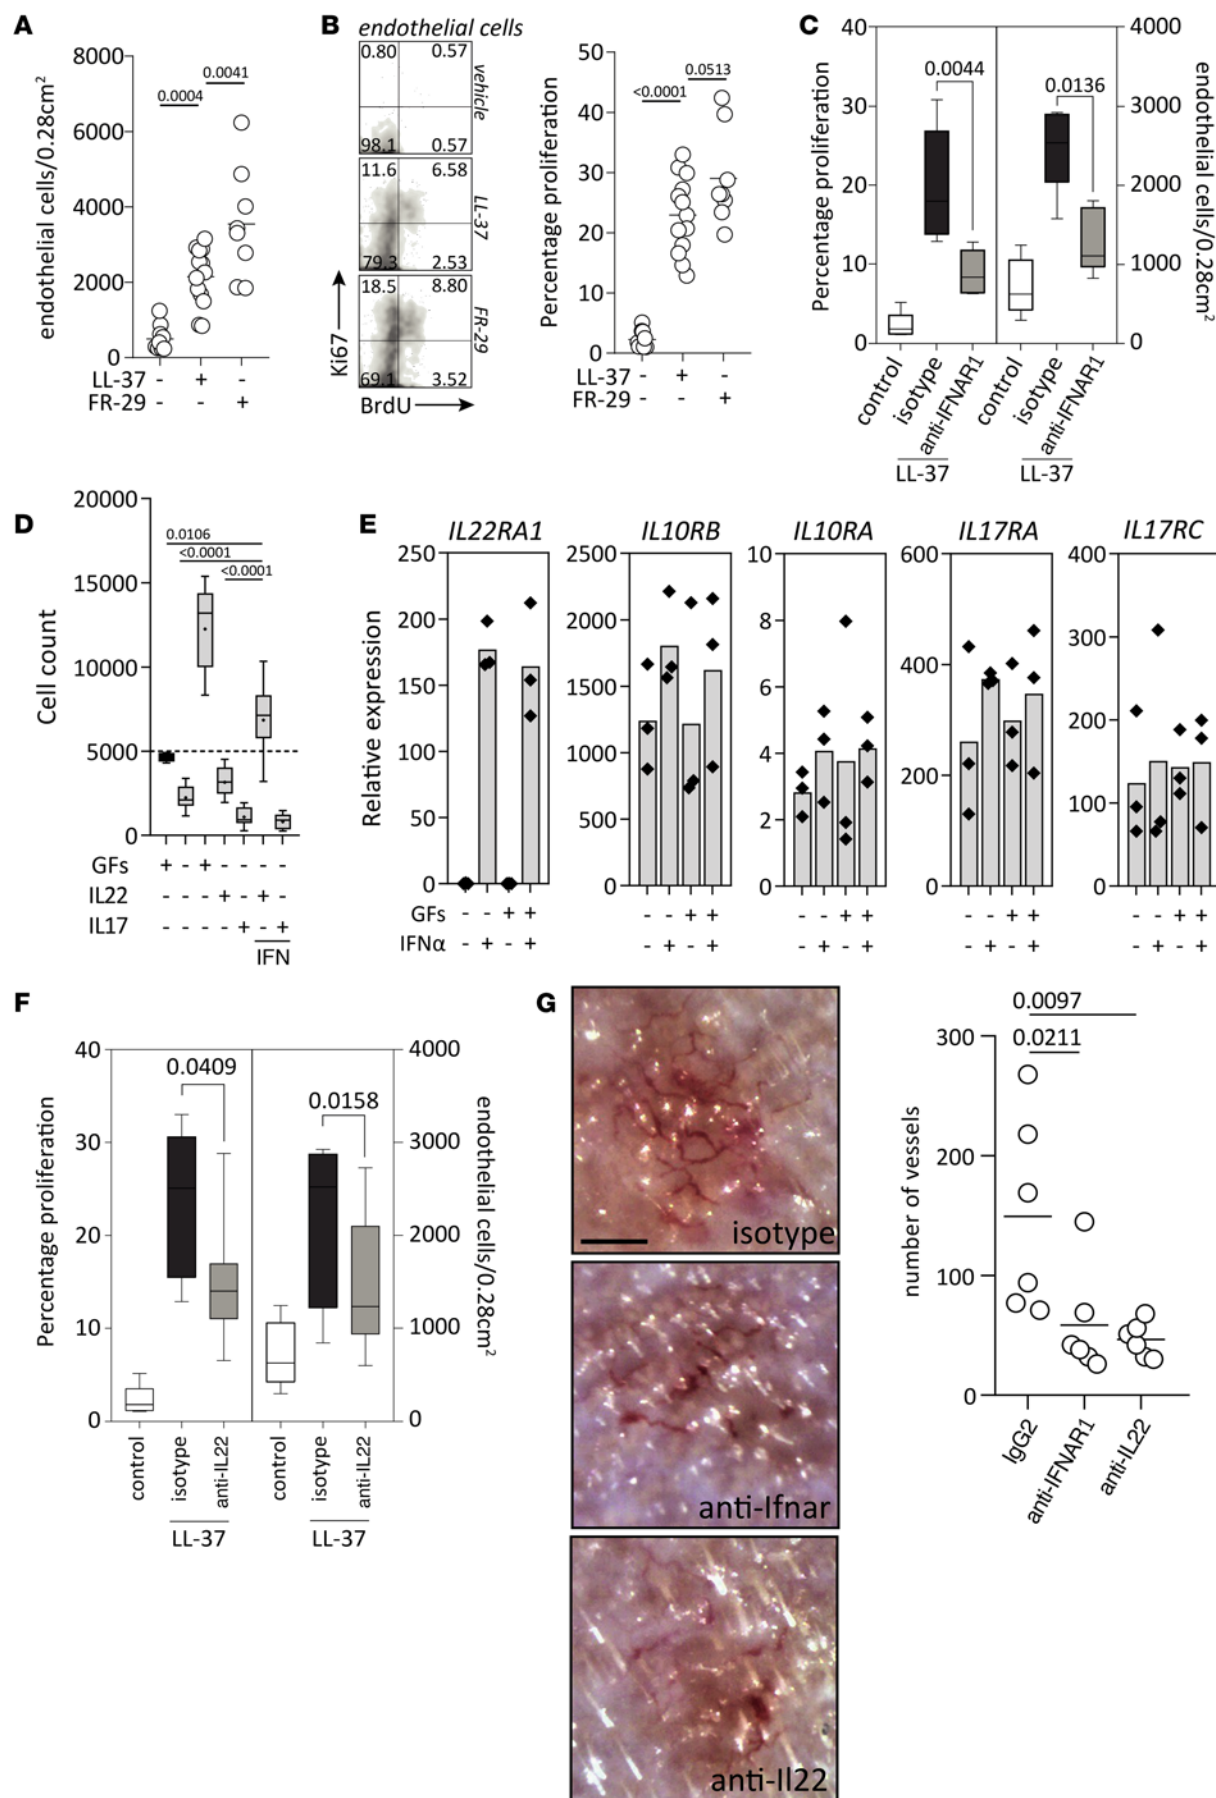 A
endothelial cells/0.28cm²
8000
6000
4000
2000
0
0.0004
0.0041
LL-37 - + -
FR-29 - - +
B
endothelial cells
0.80 0.57
98.1 0.57
vehicle
11.6 6.58
79.3 2.53
LL-37
18.5 8.80
69.1 3.52
FR-29
Ki67
BrdU
Percentage proliferation
50
40
30
20
10
0
<0.0001
0.0513
LL-37 - + -
FR-29 - - +
C
Percentage proliferation
40
30
20
10
0
0.0044
0.0136
4000
3000
2000
1000
0
endothelial cells/0.28cm²
control
isotype
anti-IFNAR1
control
isotype
anti-IFNAR1
LL-37
LL-37
D
Cell count
20000
15000
10000
5000
0
0.0106
<0.0001
<0.0001
GFs + - + - - - -
IL22 - - - + - + -
IL17 - - - - + - +
IFN
E
Relative expression
IL22RA1
250
200
150
100
50
0
IL10RB
2500
2000
1500
1000
500
0
IL10RA
10
8
6
4
2
0
IL17RA
600
400
200
0
IL17RC
400
300
200
100
0
GFs - - + + - - + + - - + + - - + + - - + +
IFNα - + - + - + - + - + - + - + - + - + - +
F
Percentage proliferation
40
30
20
10
0
0.0409
0.0158
4000
3000
2000
1000
0
endothelial cells/0.28cm²
control
isotype
anti-IL22
control
isotype
anti-IL22
LL-37
LL-37
G
isotype
anti-Ifnar
anti-Il22
number of vessels
300
200
100
0
0.0097
0.0211
IgG2
anti-IFNAR1
anti-IL22